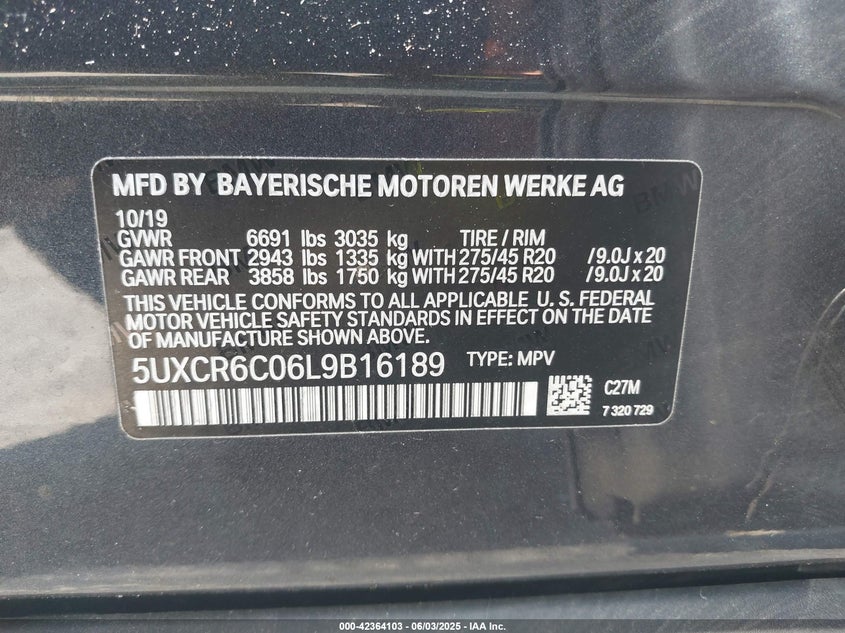 MFD BY BAYERISCHE MOTOREN WERKE AG
10/19
GVWR 6691 lbs 3035 kg TIRE / RIM
GAWR FRONT 2943 lbs 1335 kg WITH 275/45 R20 /9.0J x 20
GAWR REAR 3858 lbs 1750 kg WITH 275/45 R20 /9.0J x 20
THIS VEHICLE CONFORMS TO ALL APPLICABLE U. S. FEDERAL
MOTOR VEHICLE SAFETY STANDARDS IN EFFECT ON THE DATE
OF MANUFACTURE SHOWN ABOVE.
5UXCR6C06L9B16189 TYPE: MPV
C27M
7 320 729
000-42364103 - 06/03/2025 - IAA Inc.